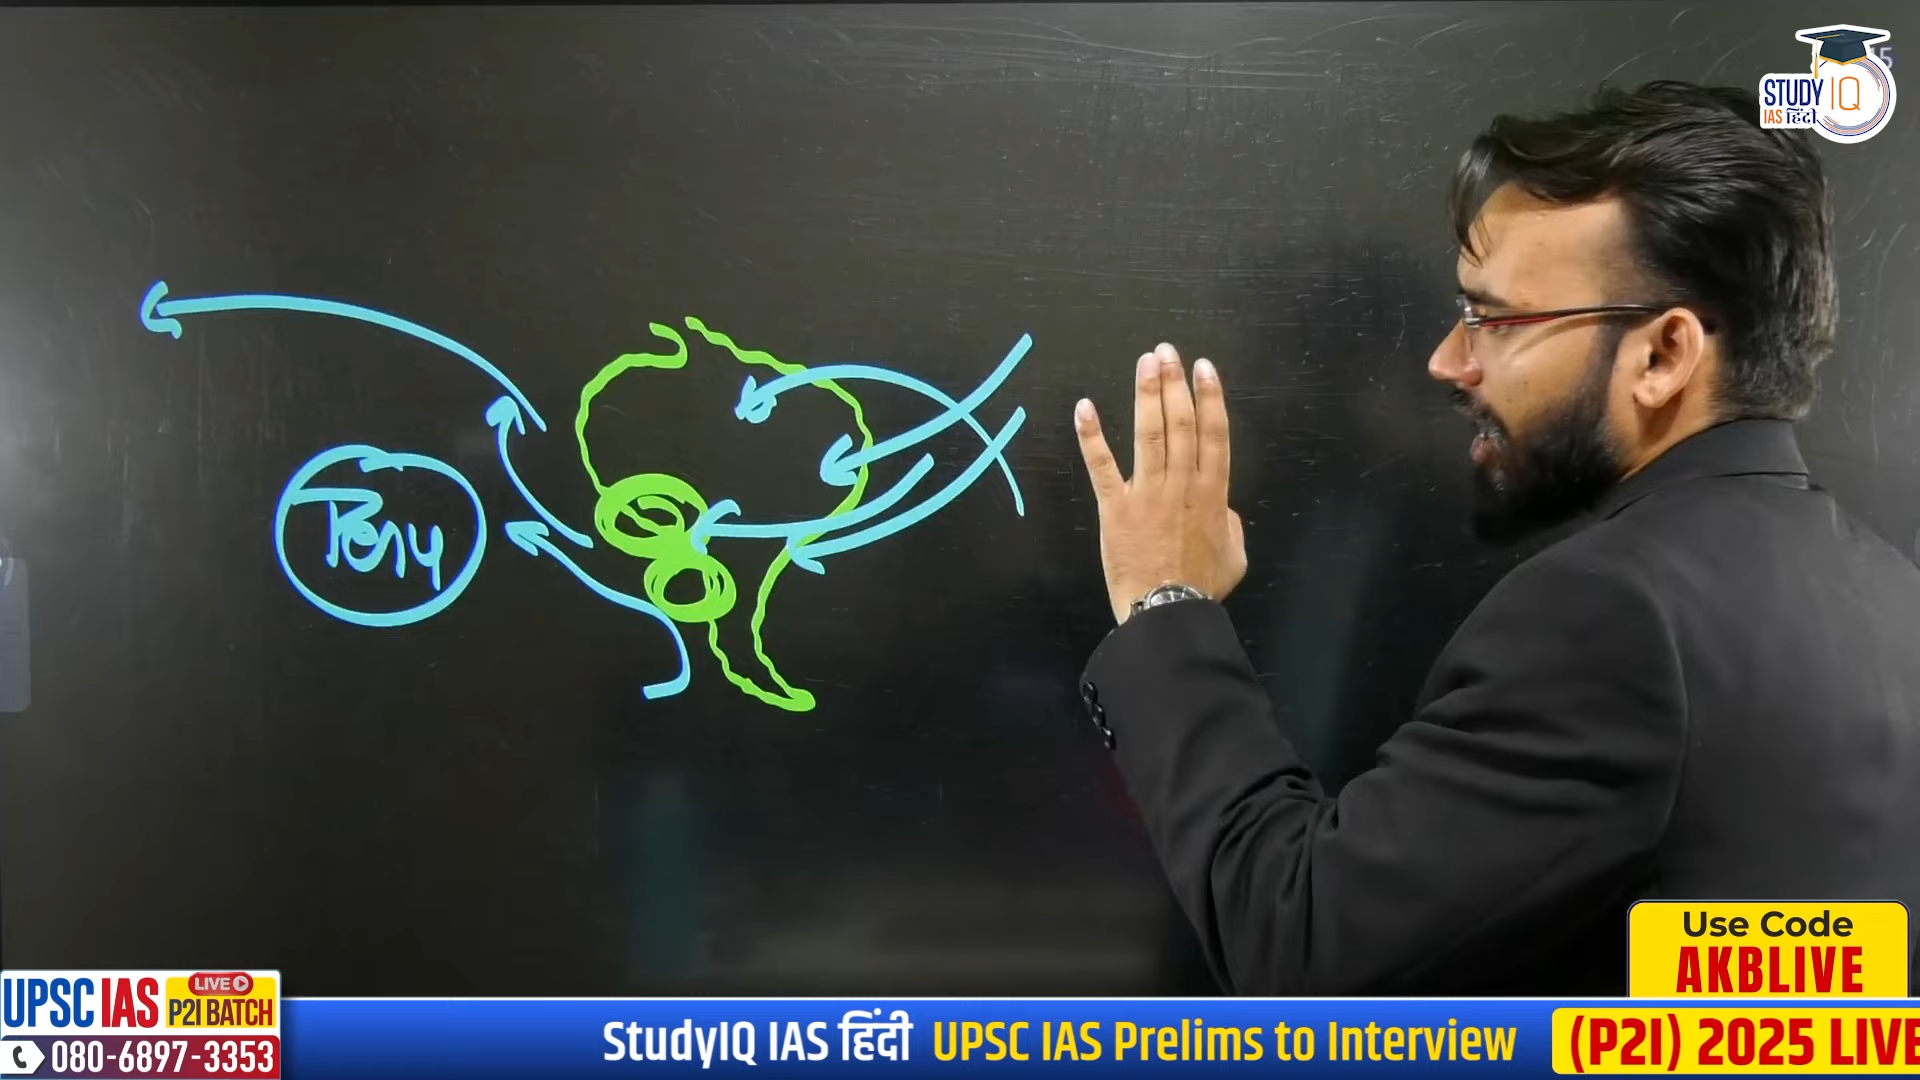 STUDY IQ
IAS हिंदी
Use Code
AKBLIVE
UPSC IAS
LIVE
P2I BATCH
080-6897-3353
StudyIQ IAS हिंदी UPSC IAS Prelims to Interview
(P2I) 2025 LIVE